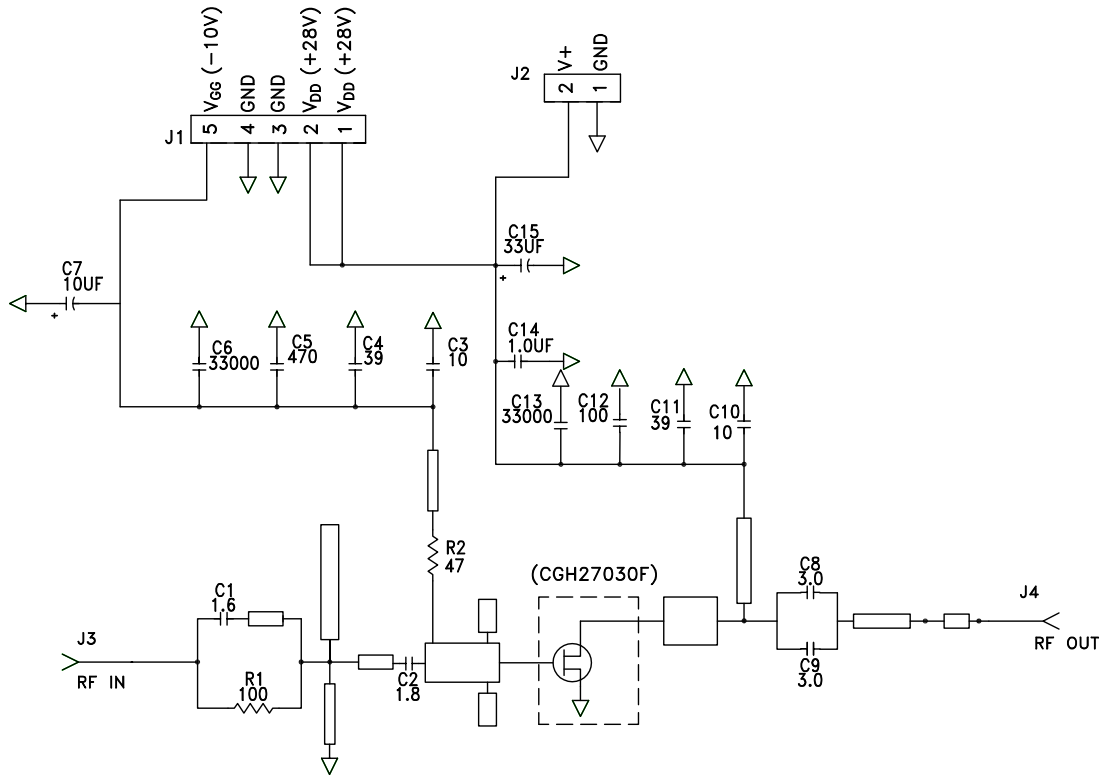 VGG (-10V)
GND
GND
VDD (+28V)
VDD (+28V)
J1
5
4
3
2
1
V+
GND
J2
2
1
C15
33UF
+
C7
10UF
+
C6
33000
C5
470
C4
39
C3
10
C14
1.0UF
C13
33000
C12
100
C11
39
C10
10
R2
47
(CGH27030F)
C1
1.6
C8
3.0
J4
RF OUT
J3
RF IN
R1
100
C2
1.8
C9
3.0